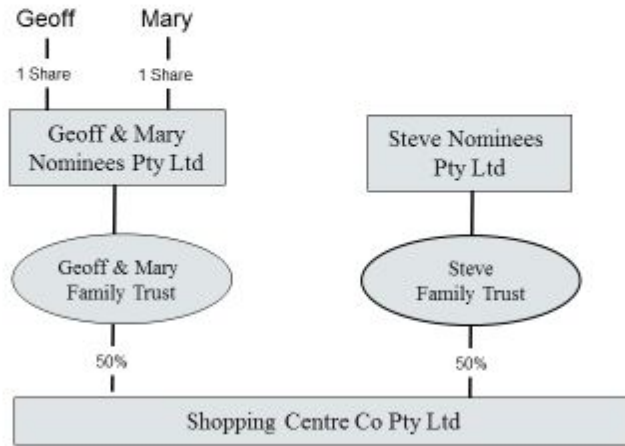 Geoff
Mary
1 Share
1 Share
Geoff & Mary
Nominees Pty Ltd
Steve Nominees
Pty Ltd
Geoff & Mary
Family Trust
Steve
Family Trust
50%
50%
Shopping Centre Co Pty Ltd